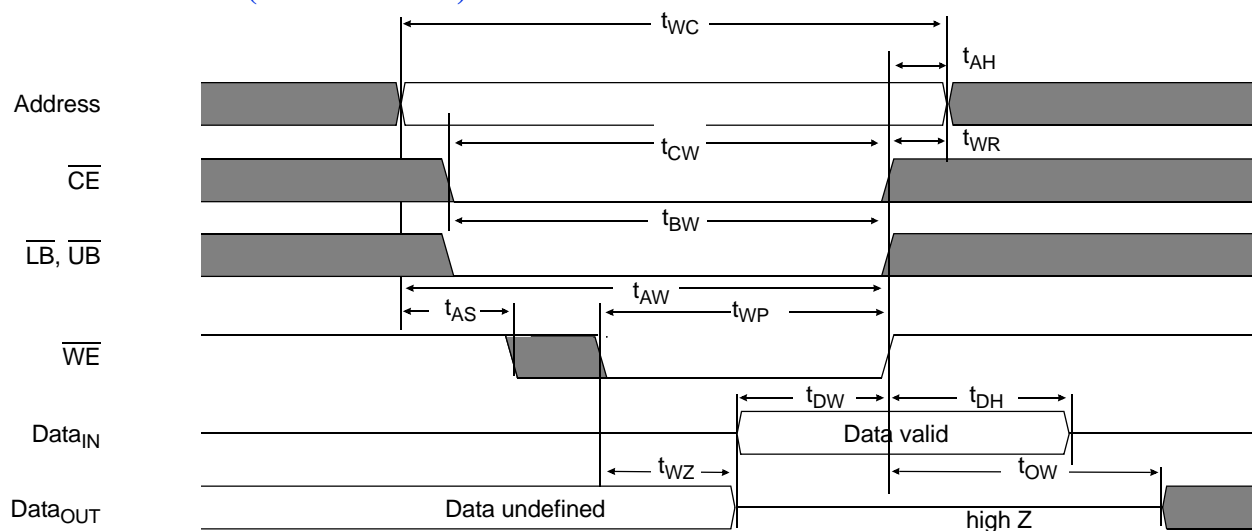 tWC
tAH
Address
tCW
tWR
CE
tBW
LB, UB
tAW
tAS
tWP
WE
tDW
tDH
DataIN
Data valid
tWZ
tOW
DataOUT
Data undefined
high Z